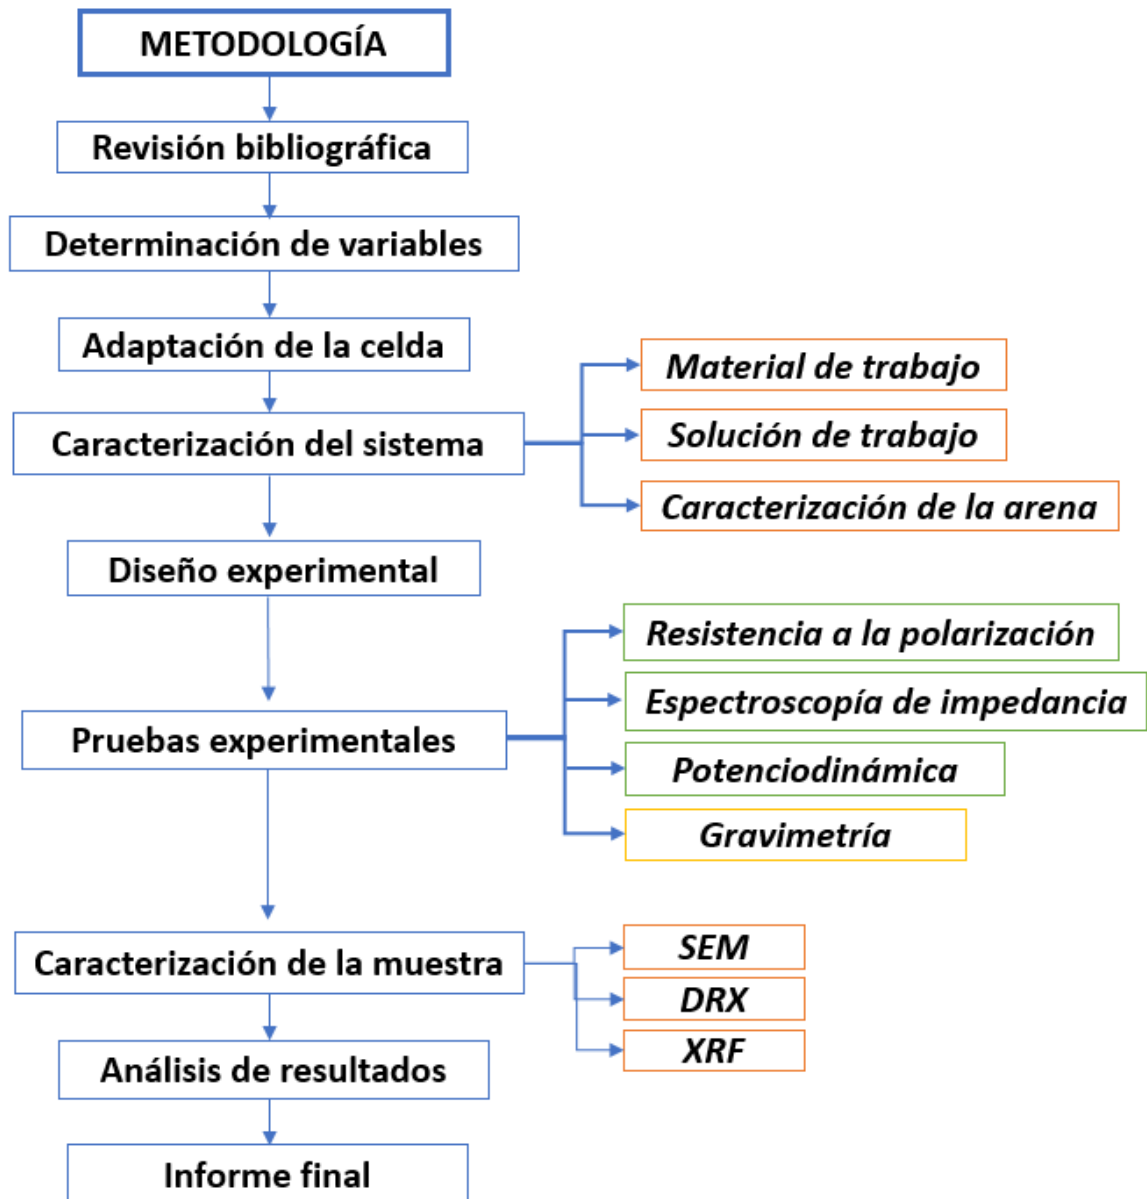 METODOLOGÍA
Revisión bibliográfica
Determinación de variables
Adaptación de la celda
Caracterización del sistema
Material de trabajo
Solución de trabajo
Caracterización de la arena
Diseño experimental
Pruebas experimentales
Resistencia a la polarización
Espectroscopía de impedancia
Potenciodinámica
Gravimetría
Caracterización de la muestra
SEM
DRX
XRF
Análisis de resultados
Informe final